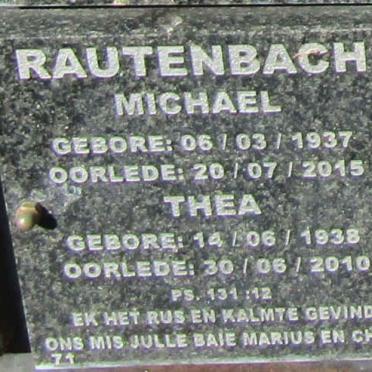 RAUTENBACH
MICHAEL
GEBORE: 06 / 03 / 1937
OORLEDE: 20 / 07 / 2015
THEA
GEBORE: 14 / 06 / 1938
OORLEDE: 30 / 06 / 2010
PS. 131 :12
EK HET RUS EN KALMTE GEVIND
ONS MIS JULLE BAIE MARIUS EN
71